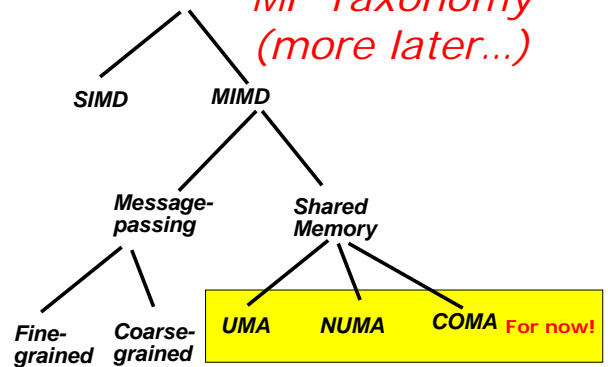 MP Taxonomy
(more later...)
SIMD MIMD
Message-
passing
Shared
Memory
Fine-
grained
Coarse-
grained
UMA NUMA COMA For now!